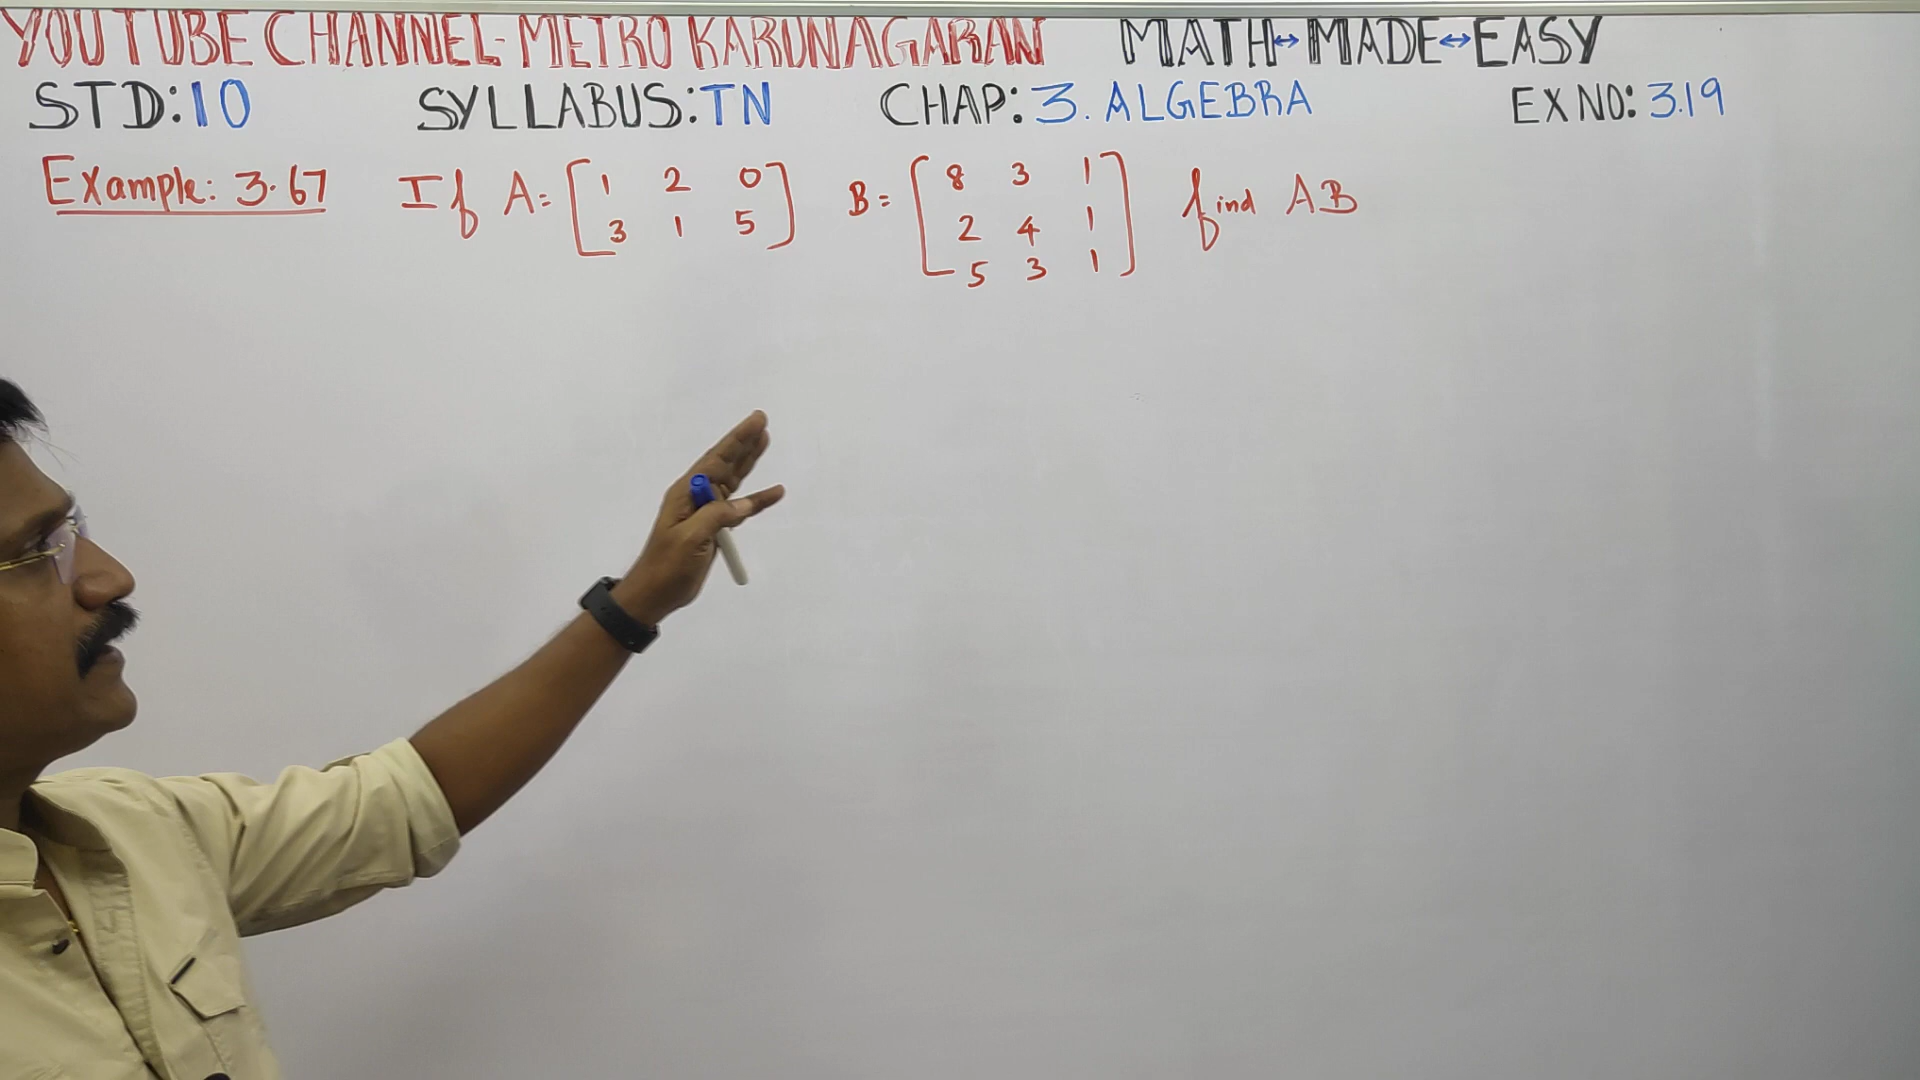 YOUTUBE CHANNEL-METRO KARUNAGARAN MATH↔MADE↔EASY
STD:10 SYLLABUS:TN CHAP: 3. ALGEBRA EX NO: 3.19
Example: 3.67 If A= [1 2 0 B= [8 3 1 find AB
3 1 5] 2 4 1
5 3 1]